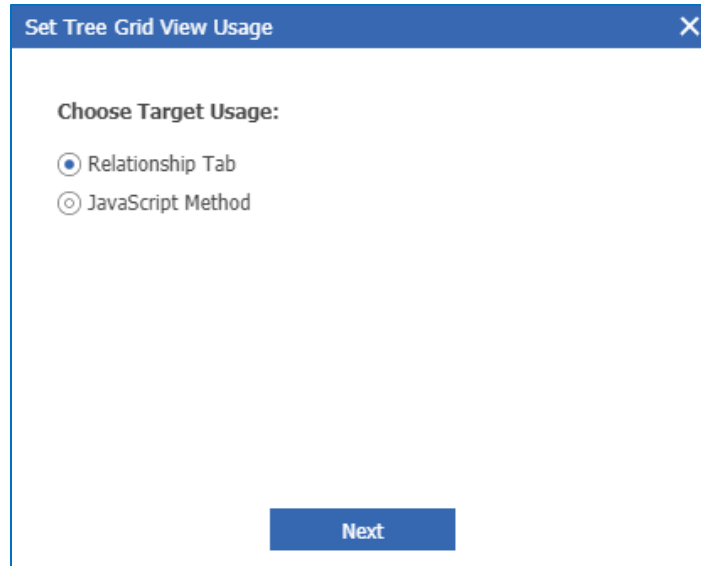 Set Tree Grid View Usage
Choose Target Usage:
Relationship Tab
JavaScript Method
Next